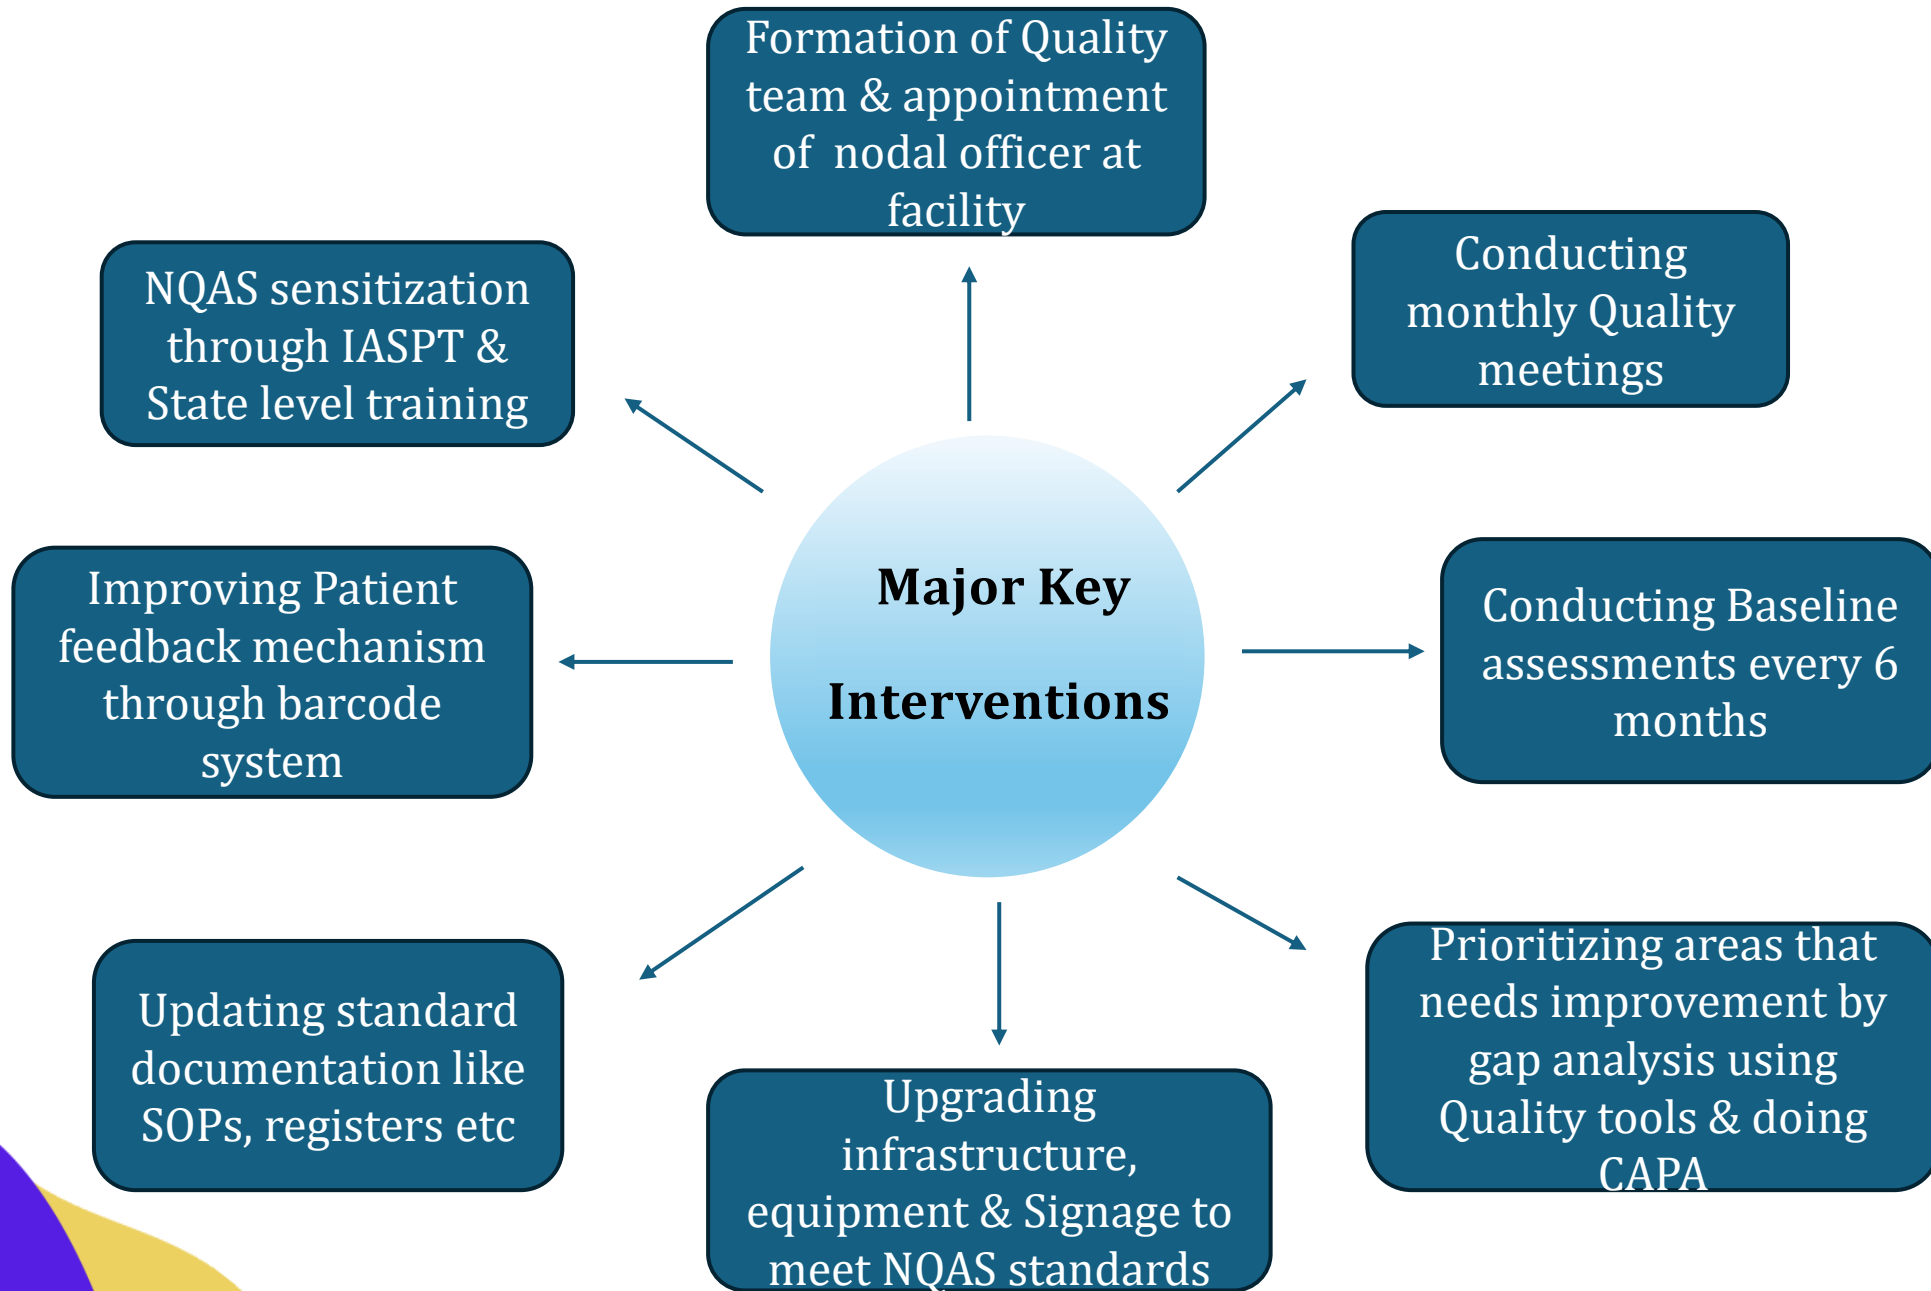 Formation of Quality
team & appointment
of nodal officer at
facility
Conducting
monthly Quality
meetings
NQAS sensitization
through IASPT &
State level training
Major Key
Interventions
Improving Patient
feedback mechanism
through barcode
system
Conducting Baseline
assessments every 6
months
Updating standard
documentation like
SOPs, registers etc
Upgrading
infrastructure,
equipment & Signage to
meet NQAS standards
Prioritizing areas that
needs improvement by
gap analysis using
Quality tools & doing
CAPA